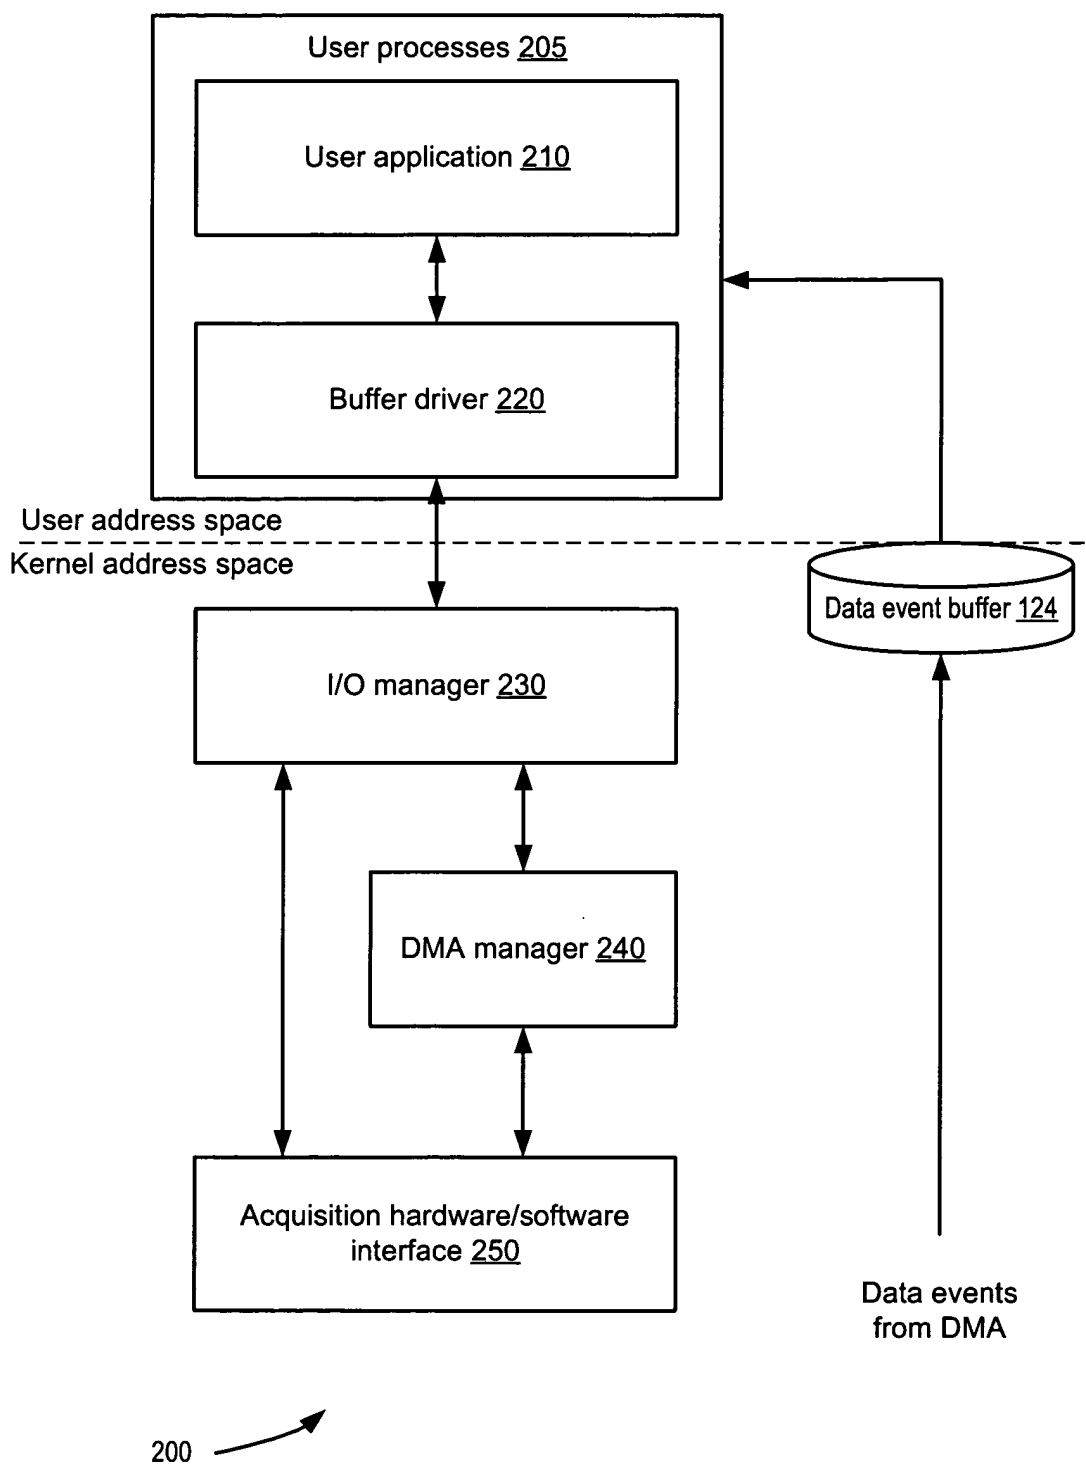 User processes 205
User application 210
Buffer driver 220
User address space
Kernel address space
Data event buffer 124
I/O manager 230
DMA manager 240
Acquisition hardware/software
interface 250
Data events
from DMA
200